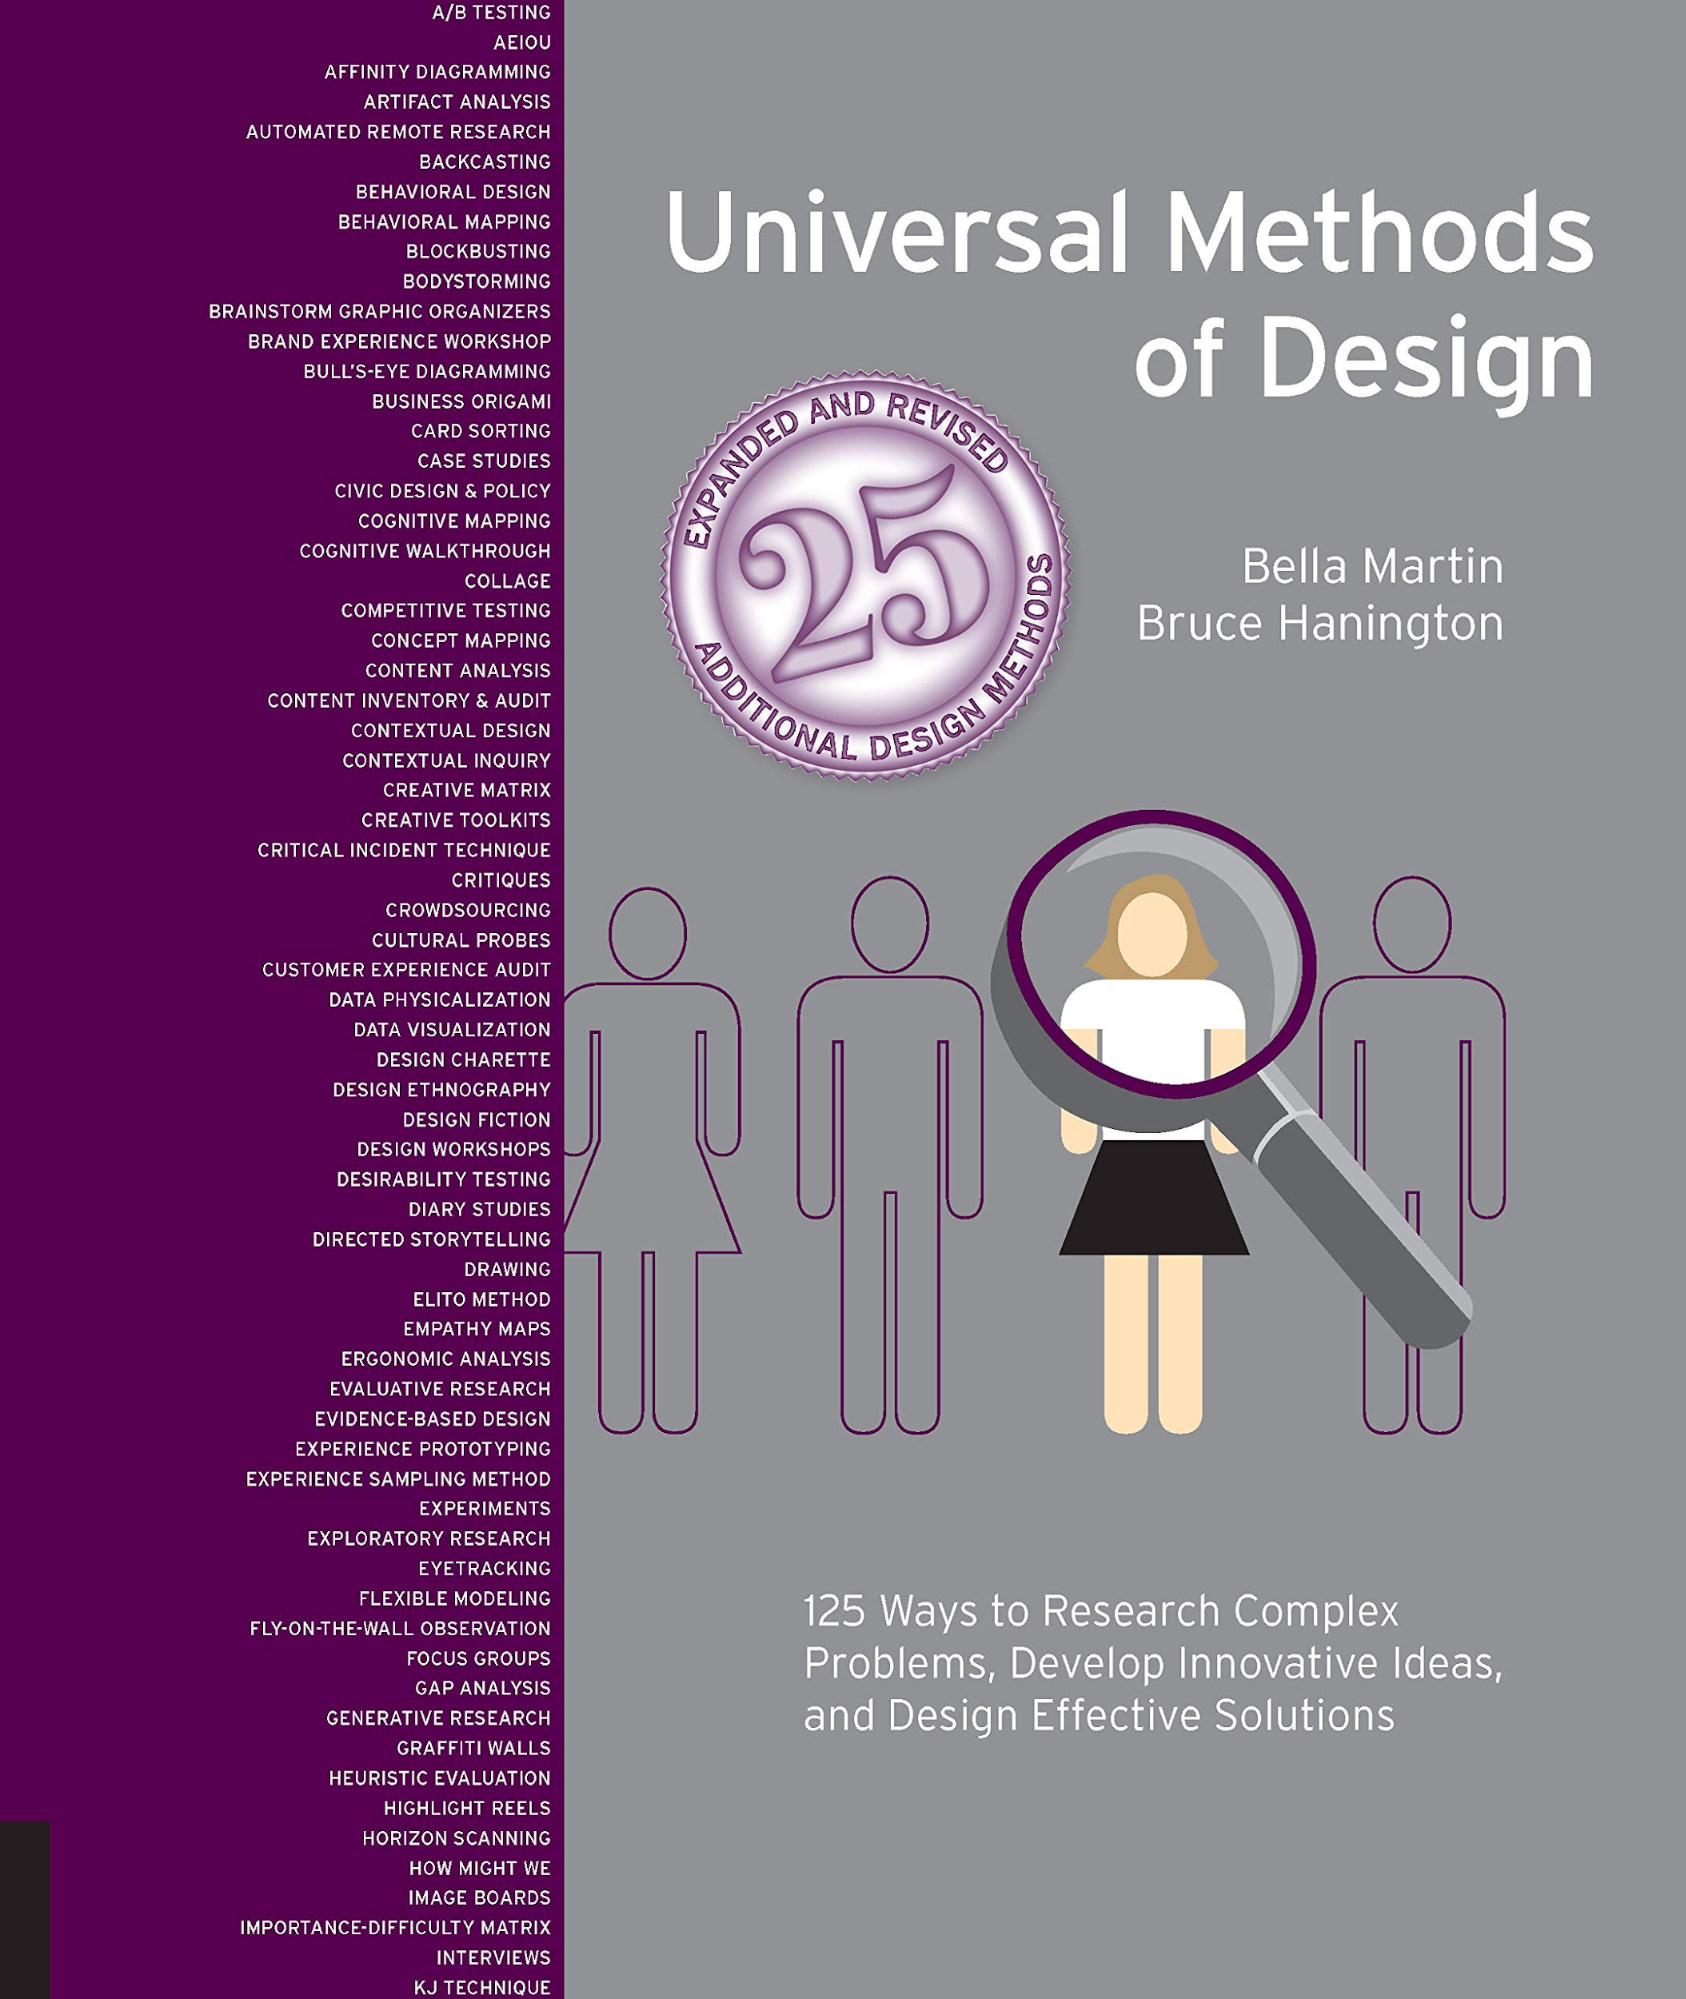 A/B TESTING
AEIOU
AFFINITY DIAGRAMMING
ARTIFACT ANALYSIS
AUTOMATED REMOTE RESEARCH
BACKCASTING
BEHAVIORAL DESIGN
BEHAVIORAL MAPPING
BLOCKBUSTING
BODYSTORMING
BRAINSTORM GRAPHIC ORGANIZERS
BRAND EXPERIENCE WORKSHOP
BULL'S-EYE DIAGRAMMING
BUSINESS ORIGAMI
CARD SORTING
CASE STUDIES
CIVIC DESIGN & POLICY
COGNITIVE MAPPING
COGNITIVE WALKTHROUGH
COLLAGE
COMPETITIVE TESTING
CONCEPT MAPPING
CONTENT ANALYSIS
CONTENT INVENTORY & AUDIT
CONTEXTUAL DESIGN
CONTEXTUAL INQUIRY
CREATIVE MATRIX
CREATIVE TOOLKITS
CRITICAL INCIDENT TECHNIQUE
CRITIQUES
CROWDSOURCING
CULTURAL PROBES
CUSTOMER EXPERIENCE AUDIT
DATA PHYSICALIZATION
DATA VISUALIZATION
DESIGN CHARETTE
DESIGN ETHNOGRAPHY
DESIGN FICTION
DESIGN WORKSHOPS
DESIRABILITY TESTING
DIARY STUDIES
DIRECTED STORYTELLING
DRAWING
ELITO METHOD
EMPATHY MAPS
ERGONOMIC ANALYSIS
EVALUATIVE RESEARCH
EVIDENCE-BASED DESIGN
EXPERIENCE PROTOTYPING
EXPERIENCE SAMPLING METHOD
EXPERIMENTS
EXPLORATORY RESEARCH
EYETRACKING
FLEXIBLE MODELING
FLY-ON-THE-WALL OBSERVATION
FOCUS GROUPS
GAP ANALYSIS
GENERATIVE RESEARCH
GRAFFITI WALLS
HEURISTIC EVALUATION
HIGHLIGHT REELS
HORIZON SCANNING
HOW MIGHT WE
IMAGE BOARDS
IMPORTANCE-DIFFICULTY MATRIX
INTERVIEWS
KJ TECHNIQUE
Universal Methods
of Design
EXPANDED AND REVISED
25
ADDITIONAL DESIGN METHODS
Bella Martin
Bruce Hanington
125 Ways to Research Complex
Problems, Develop Innovative Ideas,
and Design Effective Solutions